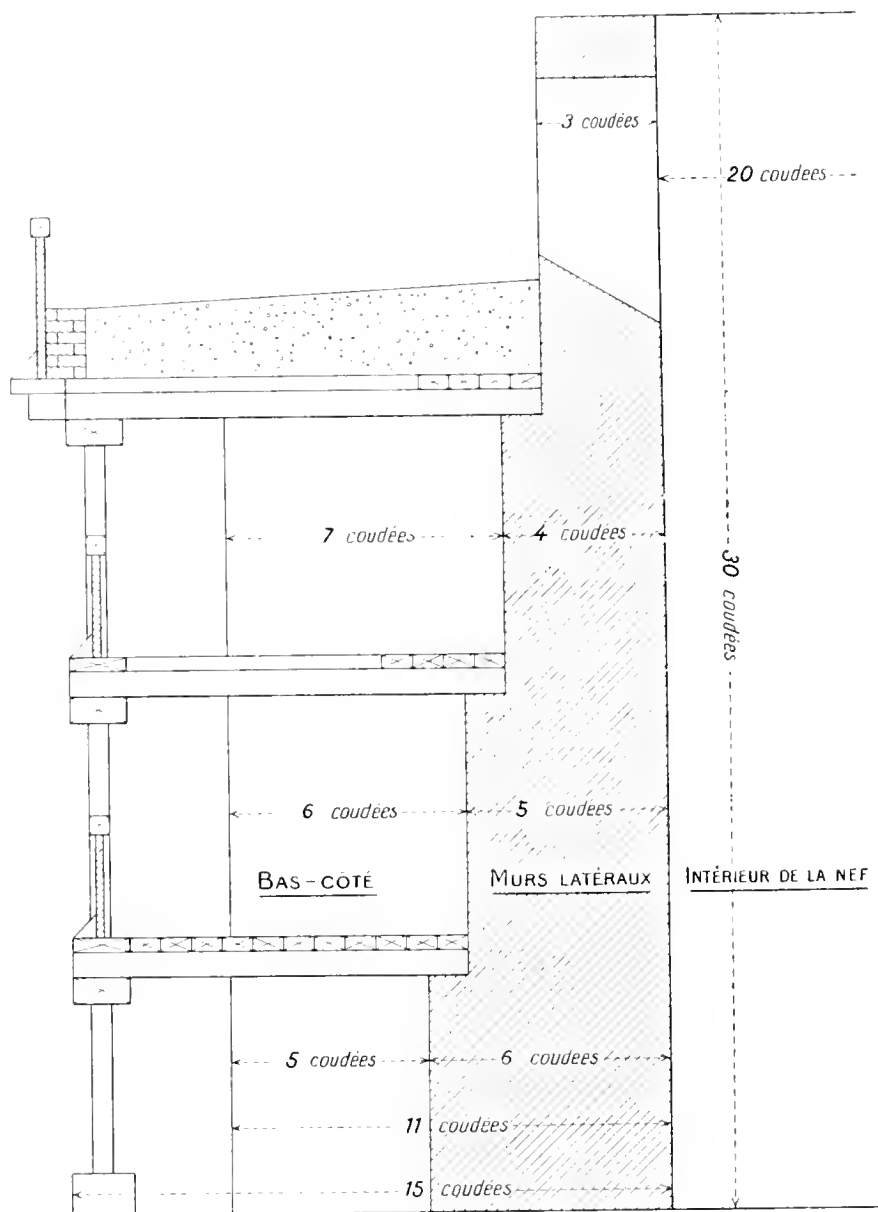 3 coudées
20 coudees
7 coudées
4 coudées
30 coudées
6 coudées
5 coudées
BAS-CÔTÉ
MURS LATÉRAUX
INTÉRIEUR DE LA NEF
5 coudées
6 coudées
11 coudées
15 coudées